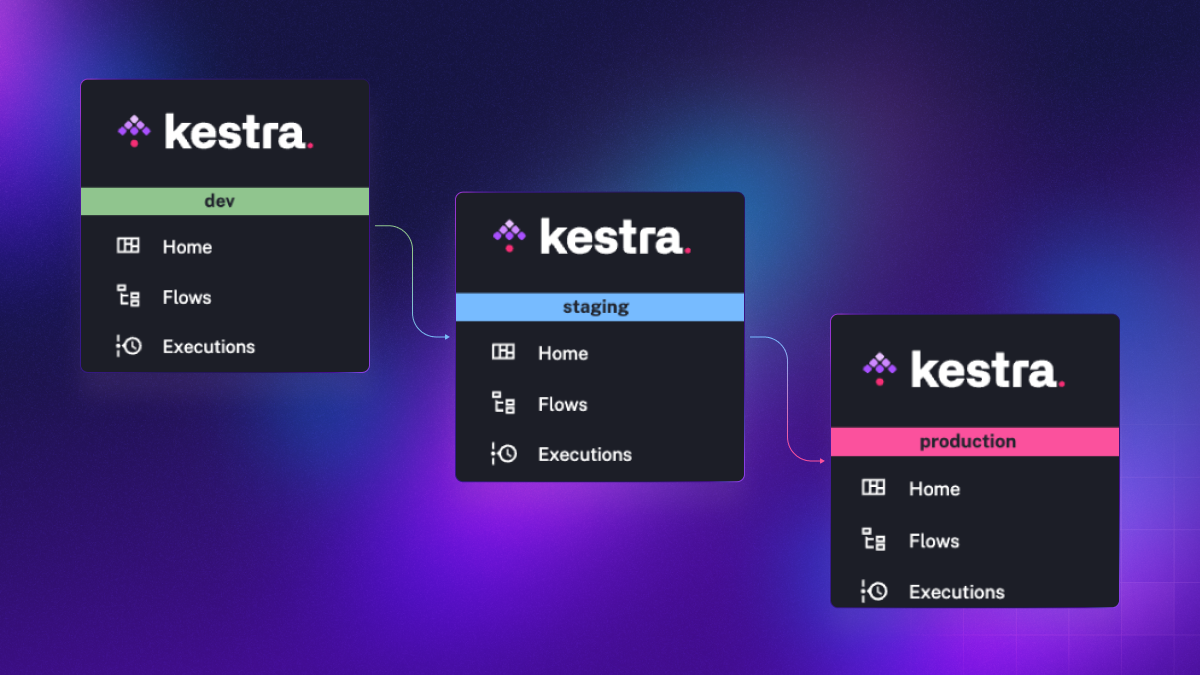 kestra.
dev
Home
Flows
Executions
kestra.
staging
Home
Flows
Executions
kestra.
production
Home
Flows
Executions